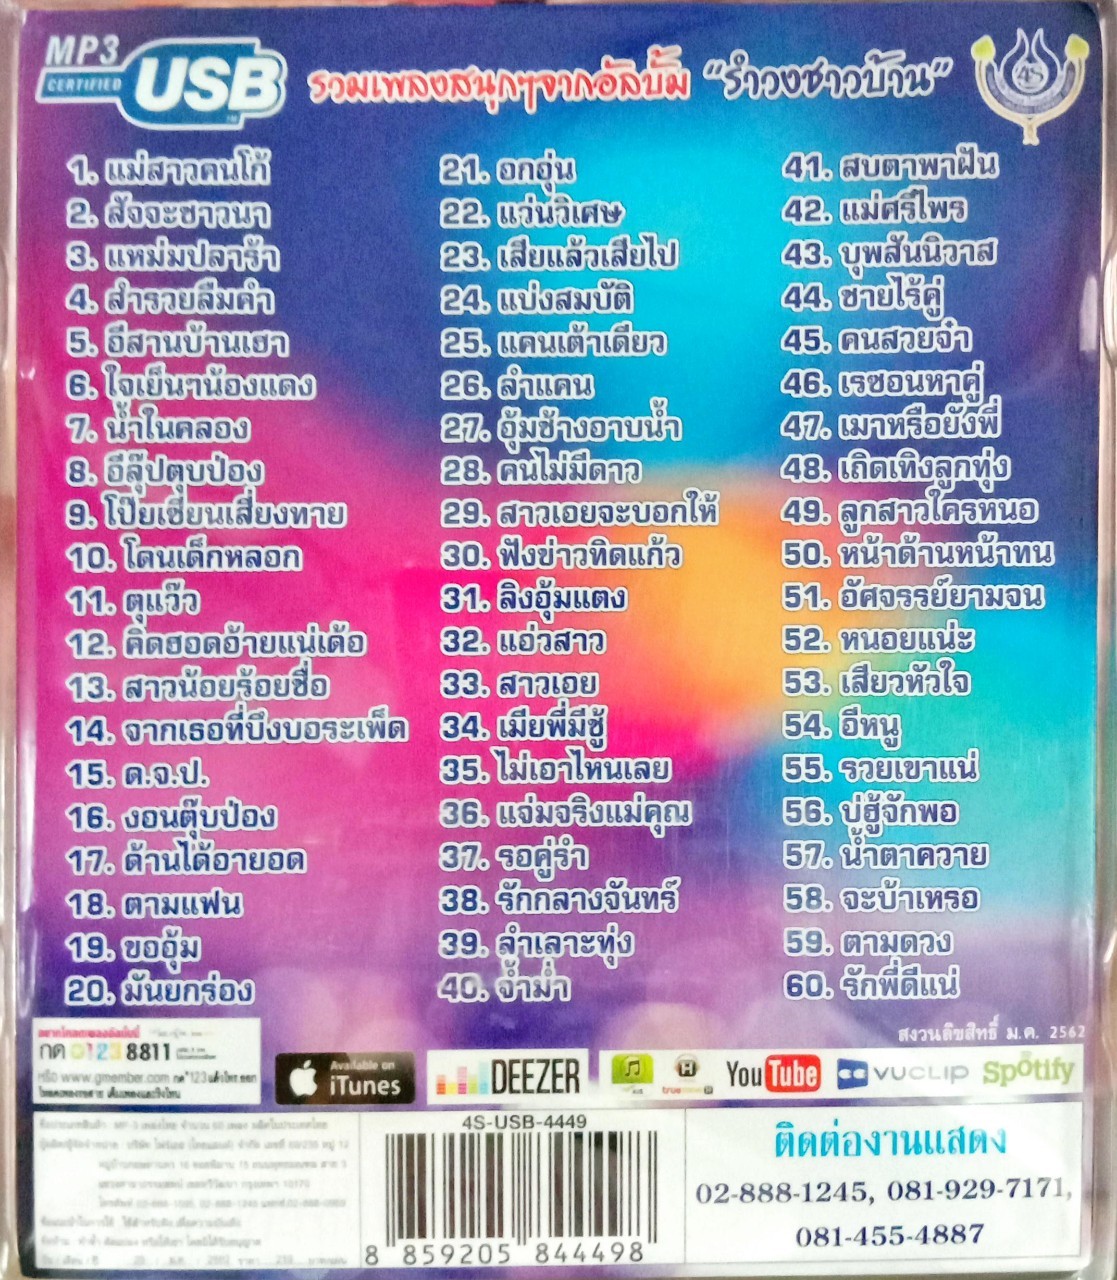 MP3
CERTIFIED
USB
รวมเพลงสนุกๆจากอัลบั้ม "รำวงชาวบ้าน"
4S
1. แม่สาวคนโก้
2. สัจจะชาวนา
3. แหม่มปลาร้า
4. สำรวยลืมคำ
5. อีสานบ้านเฮา
6. ใจเย็นๆน้องแดง
7. น้ำในคลอง
8. อีลุ๊ปตุบป่อง
9. โป๊ยเซียนเสี่ยงทาย
10. โดนเด็กหลอก
11. ตุแว๊ว
12. คิดฮอดอ้ายแน่เด้อ
13. สาวน้อยร้อยชื่อ
14. จากเธอที่บึงบอระเพ็ด
15. ด.จ.ป.
16. งอนตุ๊บป่อง
17. ด้านได้อายอด
18. ตามแฟน
19. ขออุ้ม
20. มันยกร่อง
21. อกอุ่น
22. แว่นวิเศษ
23. เสียแล้วเสียไป
24. แบ่งสมบัติ
25. แคนเต้าเดียว
26. ลำแคน
27. อุ้มช้างอาบน้ำ
28. คนไม่มีดาว
29. สาวเอยจะบอกให้
30. ฟังข่าวทิดแก้ว
31. ลิงอุ้มแตง
32. แอ่วสาว
33. สาวเอย
34. เมียพี่มีชู้
35. ไม่เอาไหนเลย
36. แจ่มจริงแม่คุณ
37. รอคู่รำ
38. รักกลางจันทร์
39. ลำเลาะทุ่ง
40. จ้ำม่ำ
41. สบตาพาฝัน
42. แม่ศรีไพร
43. บุพสันนิวาส
44. ชายไร้คู่
45. คนสวยจ๋า
46. เรซอนหาคู่
47. เมาหรือยังพี่
48. เถิดเทิงลูกทุ่ง
49. ลูกสาวใครหนอ
50. หน้าด้านหน้าทน
51. อัศจรรย์ยามจน
52. หนอยแน่ะ
53. เสียวหัวใจ
54. อีหนู
55. รวยเขาแน่
56. บ่ฮู้จักพอ
57. น้ำตาควาย
58. จะบ้าเหรอ
59. ตามดวง
60. รักพี่ดีแน่
สงวนลิขสิทธิ์ ม.ค. 2562
กด 0123 8811
หรือ www.gmember.com กด*123แล้วโทรออก
Available on
iTunes
DEEZER
H
YouTube
VUCLIP
Spotify
4S-USB-4449
8 859205 844498
ติดต่องานแสดง
02-888-1245, 081-929-7171,
081-455-4887